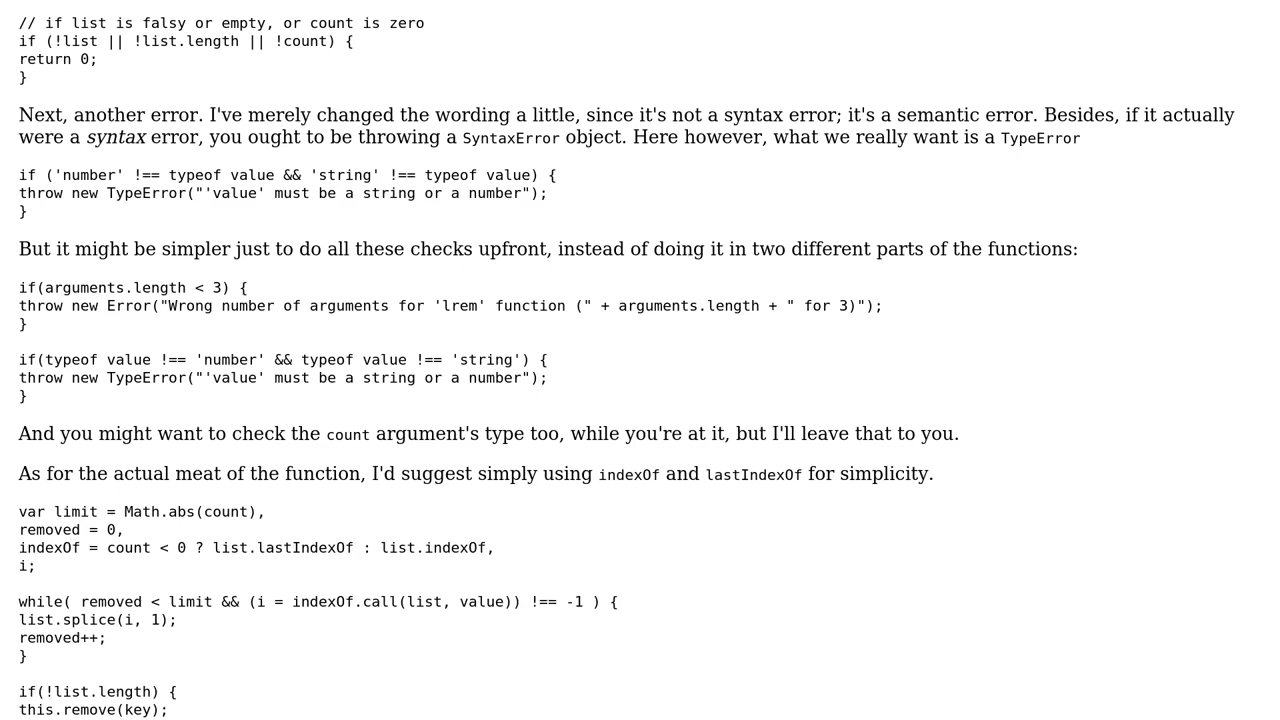 // if list is falsy or empty, or count is zero
if (!list || !list.length || !count) {
return 0;
}
Next, another error. I've merely changed the wording a little, since it's not a syntax error; it's a semantic error. Besides, if it actually
were a syntax error, you ought to be throwing a SyntaxError object. Here however, what we really want is a TypeError
if ('number' !== typeof value && 'string' !== typeof value) {
throw new TypeError("'value' must be a string or a number");
}
But it might be simpler just to do all these checks upfront, instead of doing it in two different parts of the functions:
if(arguments.length < 3) {
throw new Error("Wrong number of arguments for 'lrem' function (" + arguments.length + " for 3)");
}
if(typeof value !== 'number' && typeof value !== 'string') {
throw new TypeError("'value' must be a string or a number");
}
And you might want to check the count argument's type too, while you're at it, but I'll leave that to you.
As for the actual meat of the function, I'd suggest simply using indexOf and lastIndexOf for simplicity.
var limit = Math.abs(count),
removed = 0,
indexOf = count < 0 ? list.lastIndexOf : list.indexOf,
i;
while( removed < limit && (i = indexOf.call(list, value)) !== -1 ) {
list.splice(i, 1);
removed++;
}
if(!list.length) {
this.remove(key);